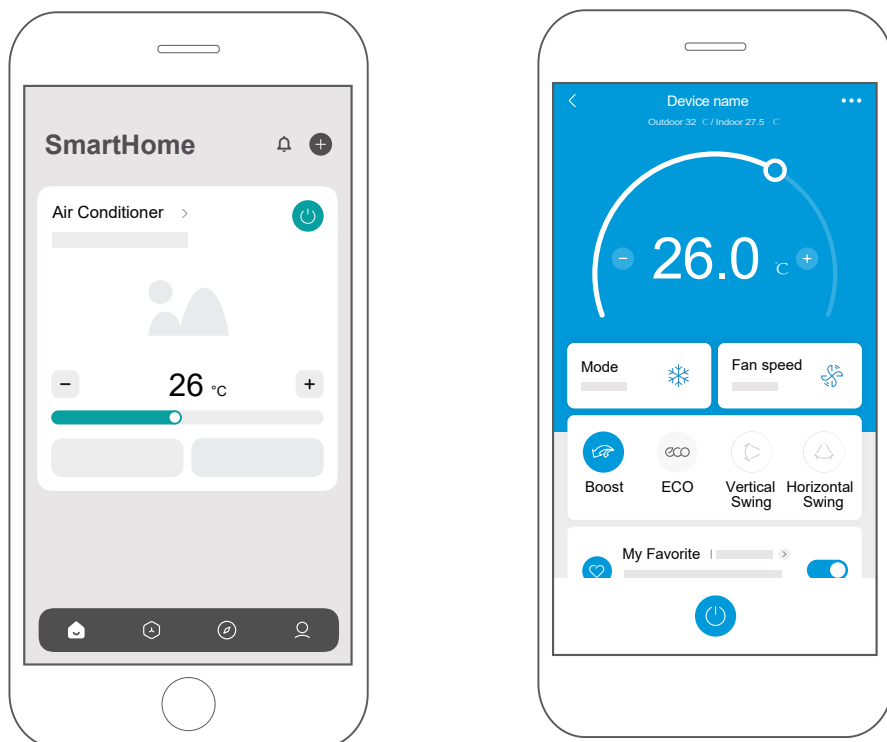 SmartHome
Air Conditioner
26 °C
Device name
Outdoor 32 ℃ / Indoor 27.5 ℃
26.0 ℃
Mode
Fan speed
eco
Boost
ECO
Vertical Swing
Horizontal Swing
My Favorite